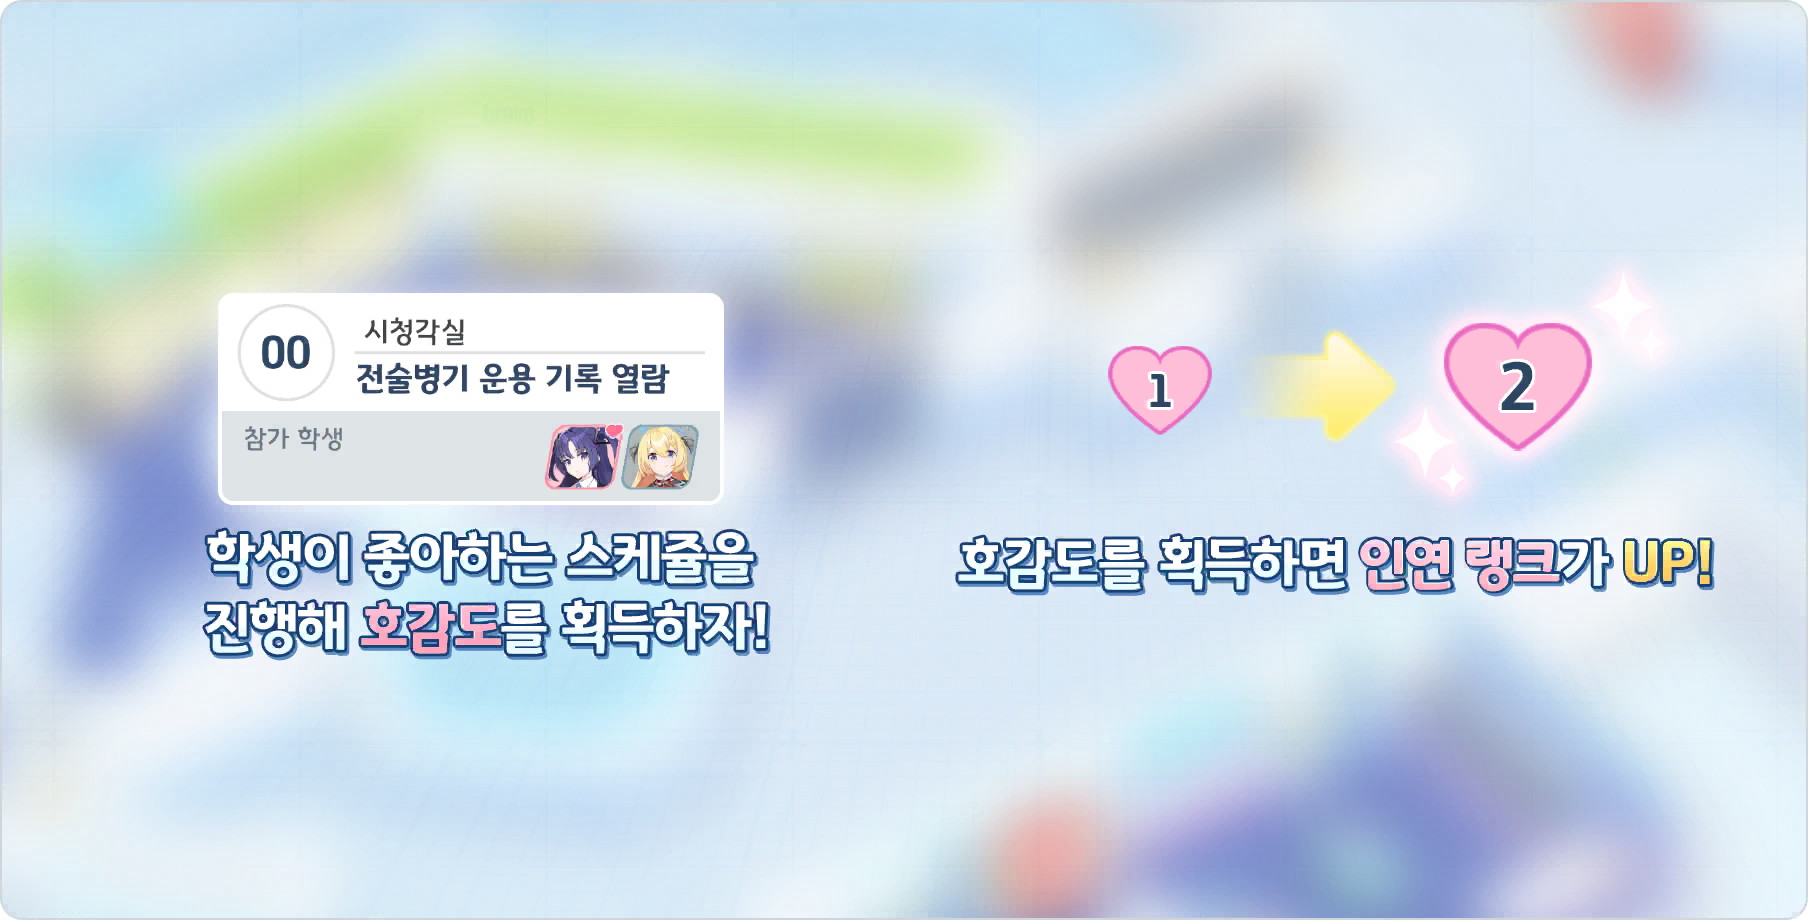 00
시청각실
전술병기 운용 기록 열람
참가 학생
학생이 좋아하는 스케쥴을
진행해 호감도를 획득하자!
1
2
호감도를 획득하면 인연 랭크가 UP!